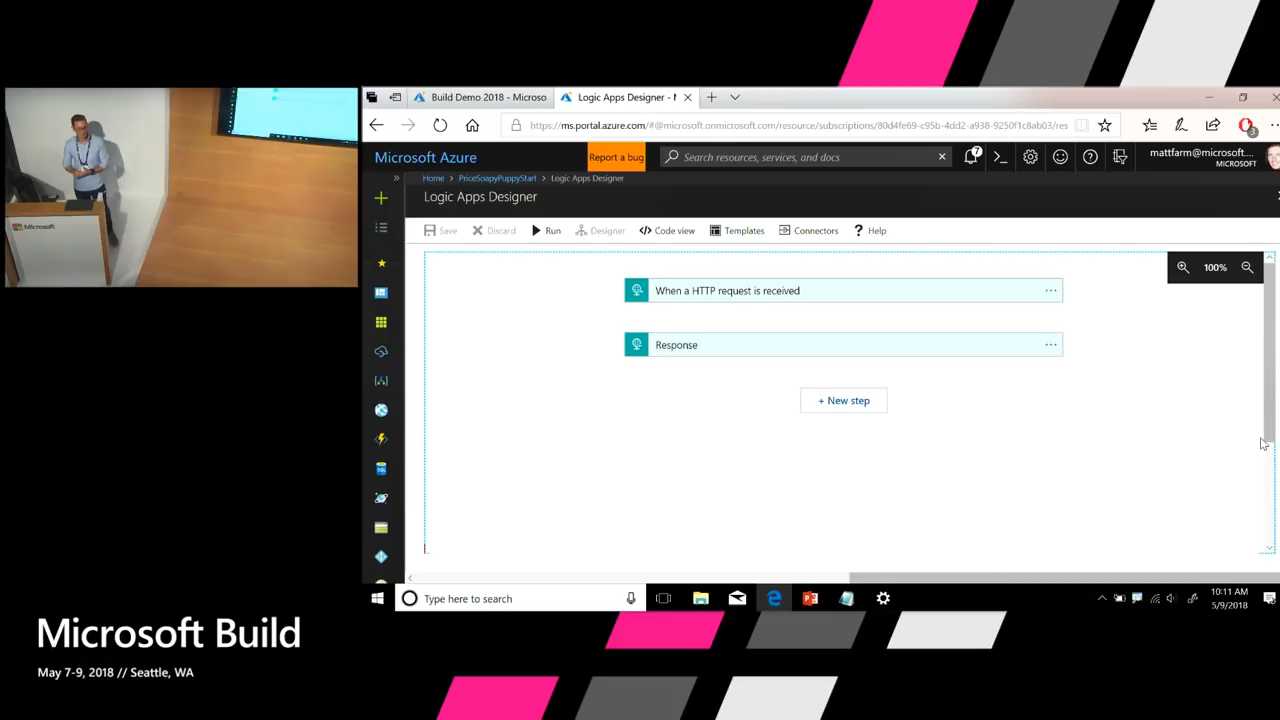 Build Demo 2018 - Microso
Logic Apps Designer - M
https://ms.portal.azure.com/#@microsoft.onmicrosoft.com/resource/subscriptions/80d4fe69-c95b-4dd2-a938-9250f1c8ab03/res
3
Microsoft Azure
Report a bug
Search resources, services, and docs
7
mattfarm@microsoft....
MICROSOFT
Home > PriceSoapyPuppyStart > Logic Apps Designer
Logic Apps Designer
Save
Discard
Run
Designer
</> Code view
Templates
Connectors
? Help
When a HTTP request is received
100%
Response
+ New step
SQL
Microsoft
Type here to search
10:11 AM
5/9/2018
Microsoft Build
May 7-9, 2018 // Seattle, WA